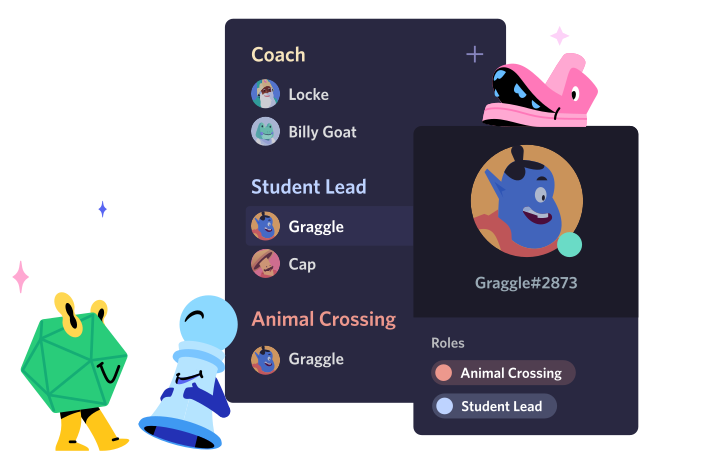 Coach
Locke
Billy Goat
Student Lead
Graggle
Cap
Animal Crossing
Graggle
Graggle#2873
Roles
Animal Crossing
Student Lead